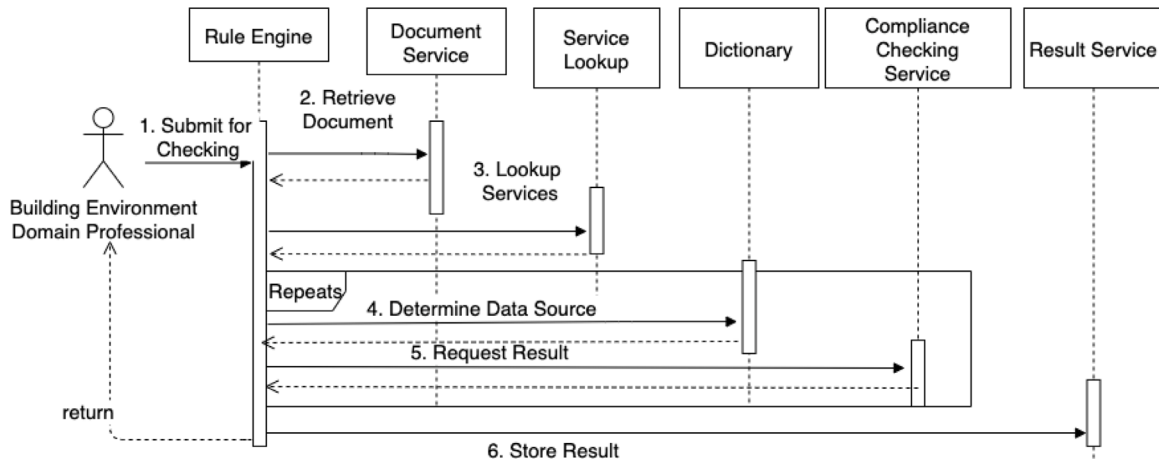 Rule Engine
Document
Service
Service
Lookup
Dictionary
Compliance
Checking
Service
Result Service
1. Submit for
Checking
2. Retrieve
Document
3. Lookup
Services
Building Environment
Domain Professional
Repeats
4. Determine Data Source
5. Request Result
return
6. Store Result